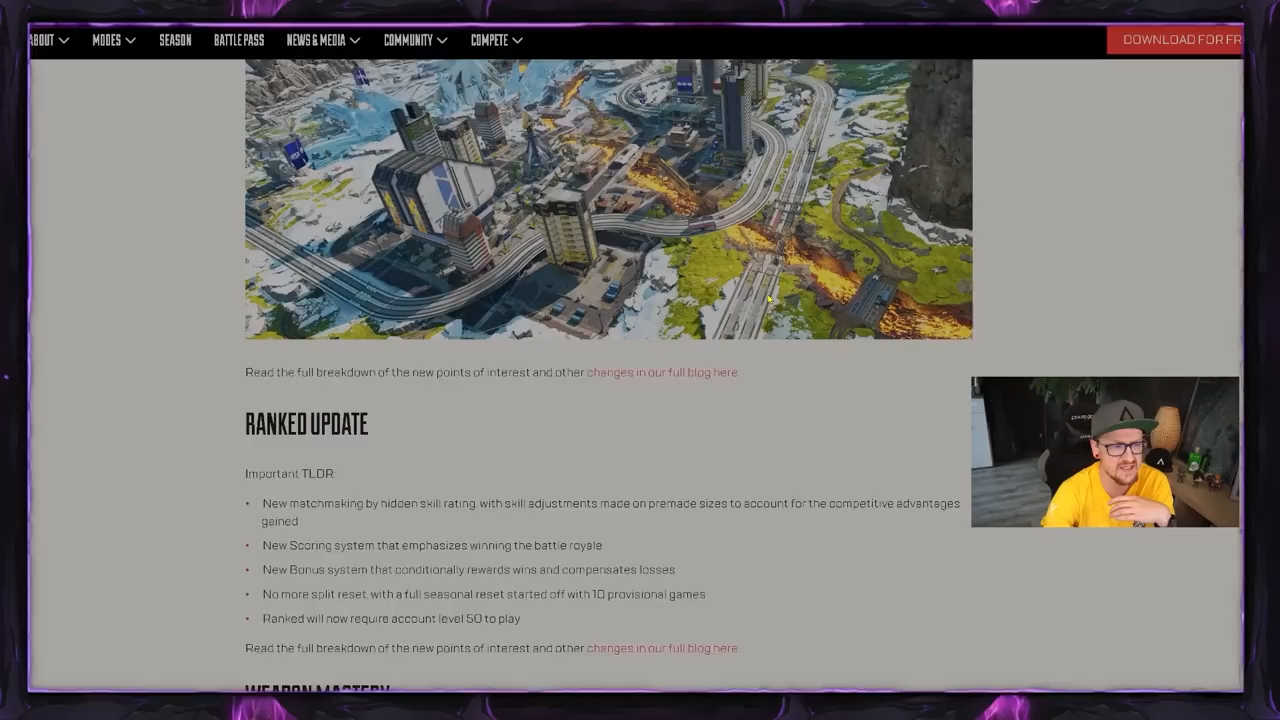 ABOUT MODES SEASON BATTLE PASS NEWS & MEDIA COMMUNITY COMPETE DOWNLOAD FOR FR
Read the full breakdown of the new points of interest and other changes in our full blog here.
RANKED UPDATE
Important TLDR:
• New matchmaking by hidden skill rating, with skill adjustments made on premade sizes to account for the competitive advantages
gained
• New Scoring system that emphasizes winning the battle royale
• New Bonus system that conditionally rewards wins and compensates losses
• No more split reset, with a full seasonal reset started off with 10 provisional games
• Ranked will now require account level 50 to play
Read the full breakdown of the new points of interest and other changes in our full blog here.
WEAPON MASTERY